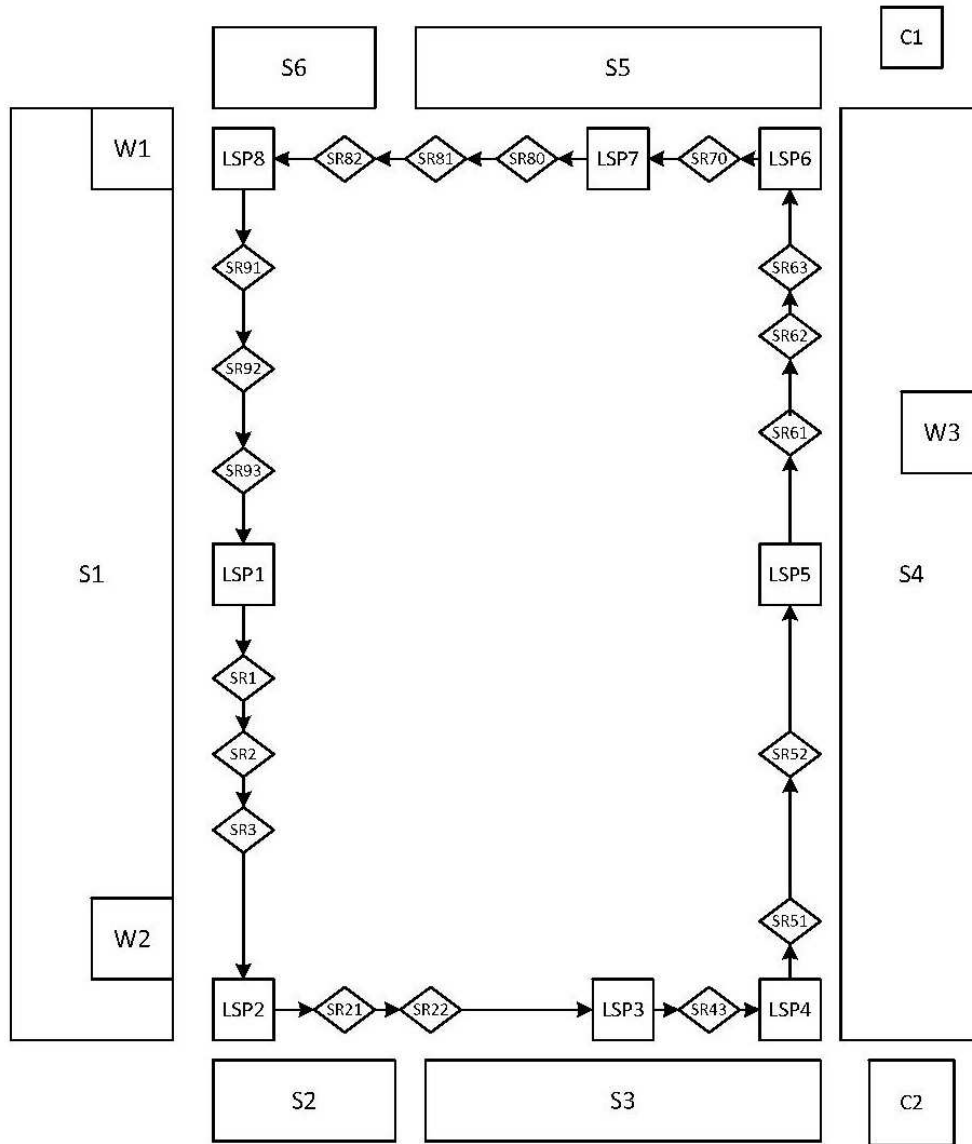 C1
S6 S5
W1 LSP8 SR82 SR81 SR80 LSP7 SR70 LSP6
SR91 SR63
SR62
SR92
SR61 W3
SR93
S1 LSP1 LSP5 S4
SR1
SR2 SR52
SR3
SR51
W2
LSP2 SR21 SR22 LSP3 SR43 LSP4
S2 S3 C2